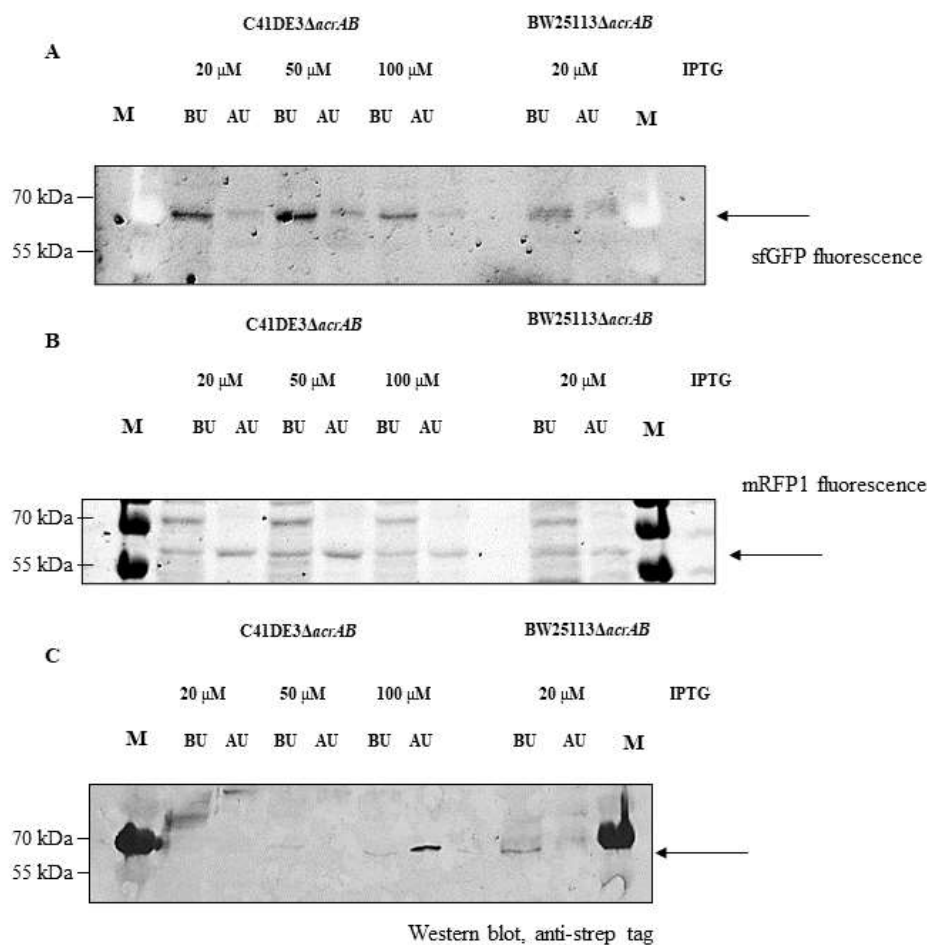 C41DE3ΔacrAB BW25113ΔacrAB
A
20 μM 50 μM 100 μM 20 μM IPTG
M BU AU BU AU BU AU BU AU M
70 kDa
55 kDa
sfGFP fluorescence
C41DE3ΔacrAB BW25113ΔacrAB
B
20 μM 50 μM 100 μM 20 μM IPTG
M BU AU BU AU BU AU BU AU M
mRFP1 fluorescence
70 kDa
55 kDa
C41DE3ΔacrAB BW25113ΔacrAB
C
20 μM 50 μM 100 μM 20 μM IPTG
M BU AU BU AU BU AU BU AU M
70 kDa
55 kDa
Western blot, anti-strep tag